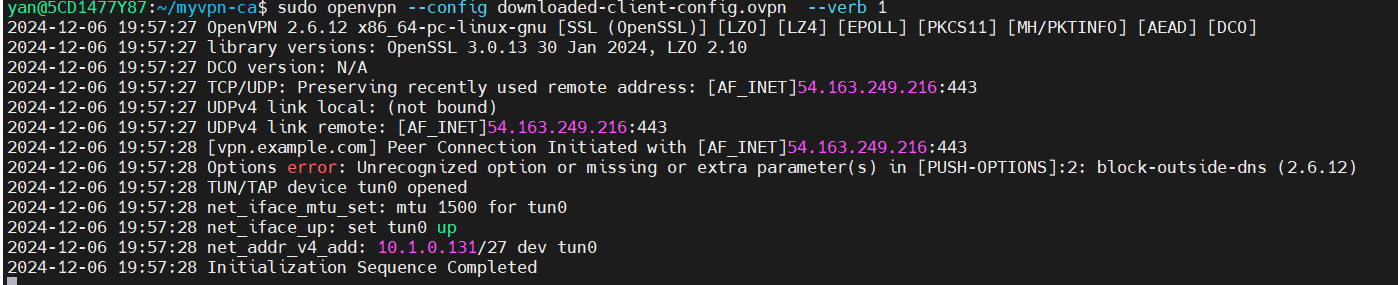 yan@5CD1477Y87:~/myvpn-ca$ sudo openvpn --config downloaded-client-config.ovpn  --verb 1
2024-12-06 19:57:27 OpenVPN 2.6.12 x86_64-pc-linux-gnu [SSL (OpenSSL)] [LZO] [LZ4] [EPOLL] [PKCS11] [MH/PKTINFO] [AEAD] [DCO]
2024-12-06 19:57:27 library versions: OpenSSL 3.0.13 30 Jan 2024, LZO 2.10
2024-12-06 19:57:27 DCO version: N/A
2024-12-06 19:57:27 TCP/UDP: Preserving recently used remote address: [AF_INET]54.163.249.216:443
2024-12-06 19:57:27 UDPv4 link local: (not bound)
2024-12-06 19:57:27 UDPv4 link remote: [AF_INET]54.163.249.216:443
2024-12-06 19:57:28 [vpn.example.com] Peer Connection Initiated with [AF_INET]54.163.249.216:443
2024-12-06 19:57:28 Options error: Unrecognized option or missing or extra parameter(s) in [PUSH-OPTIONS]:2: block-outside-dns (2.6.12)
2024-12-06 19:57:28 TUN/TAP device tun0 opened
2024-12-06 19:57:28 net_iface_mtu_set: mtu 1500 for tun0
2024-12-06 19:57:28 net_iface_up: set tun0 up
2024-12-06 19:57:28 net_addr_v4_add: 10.1.0.131/27 dev tun0
2024-12-06 19:57:28 Initialization Sequence Completed